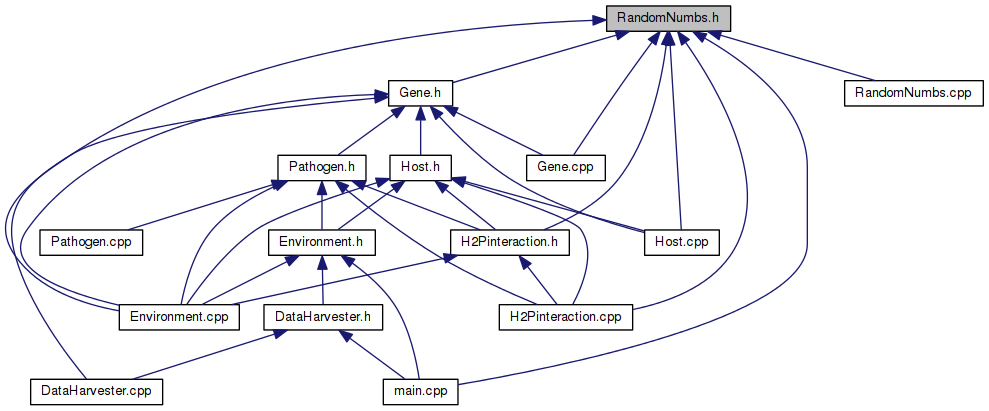 RandomNumbs.h
Gene.h
RandomNumbs.cpp
Pathogen.h
Host.h
Gene.cpp
Pathogen.cpp
Environment.h
H2Pinteraction.h
Host.cpp
Environment.cpp
DataHarvester.h
H2Pinteraction.cpp
DataHarvester.cpp
main.cpp